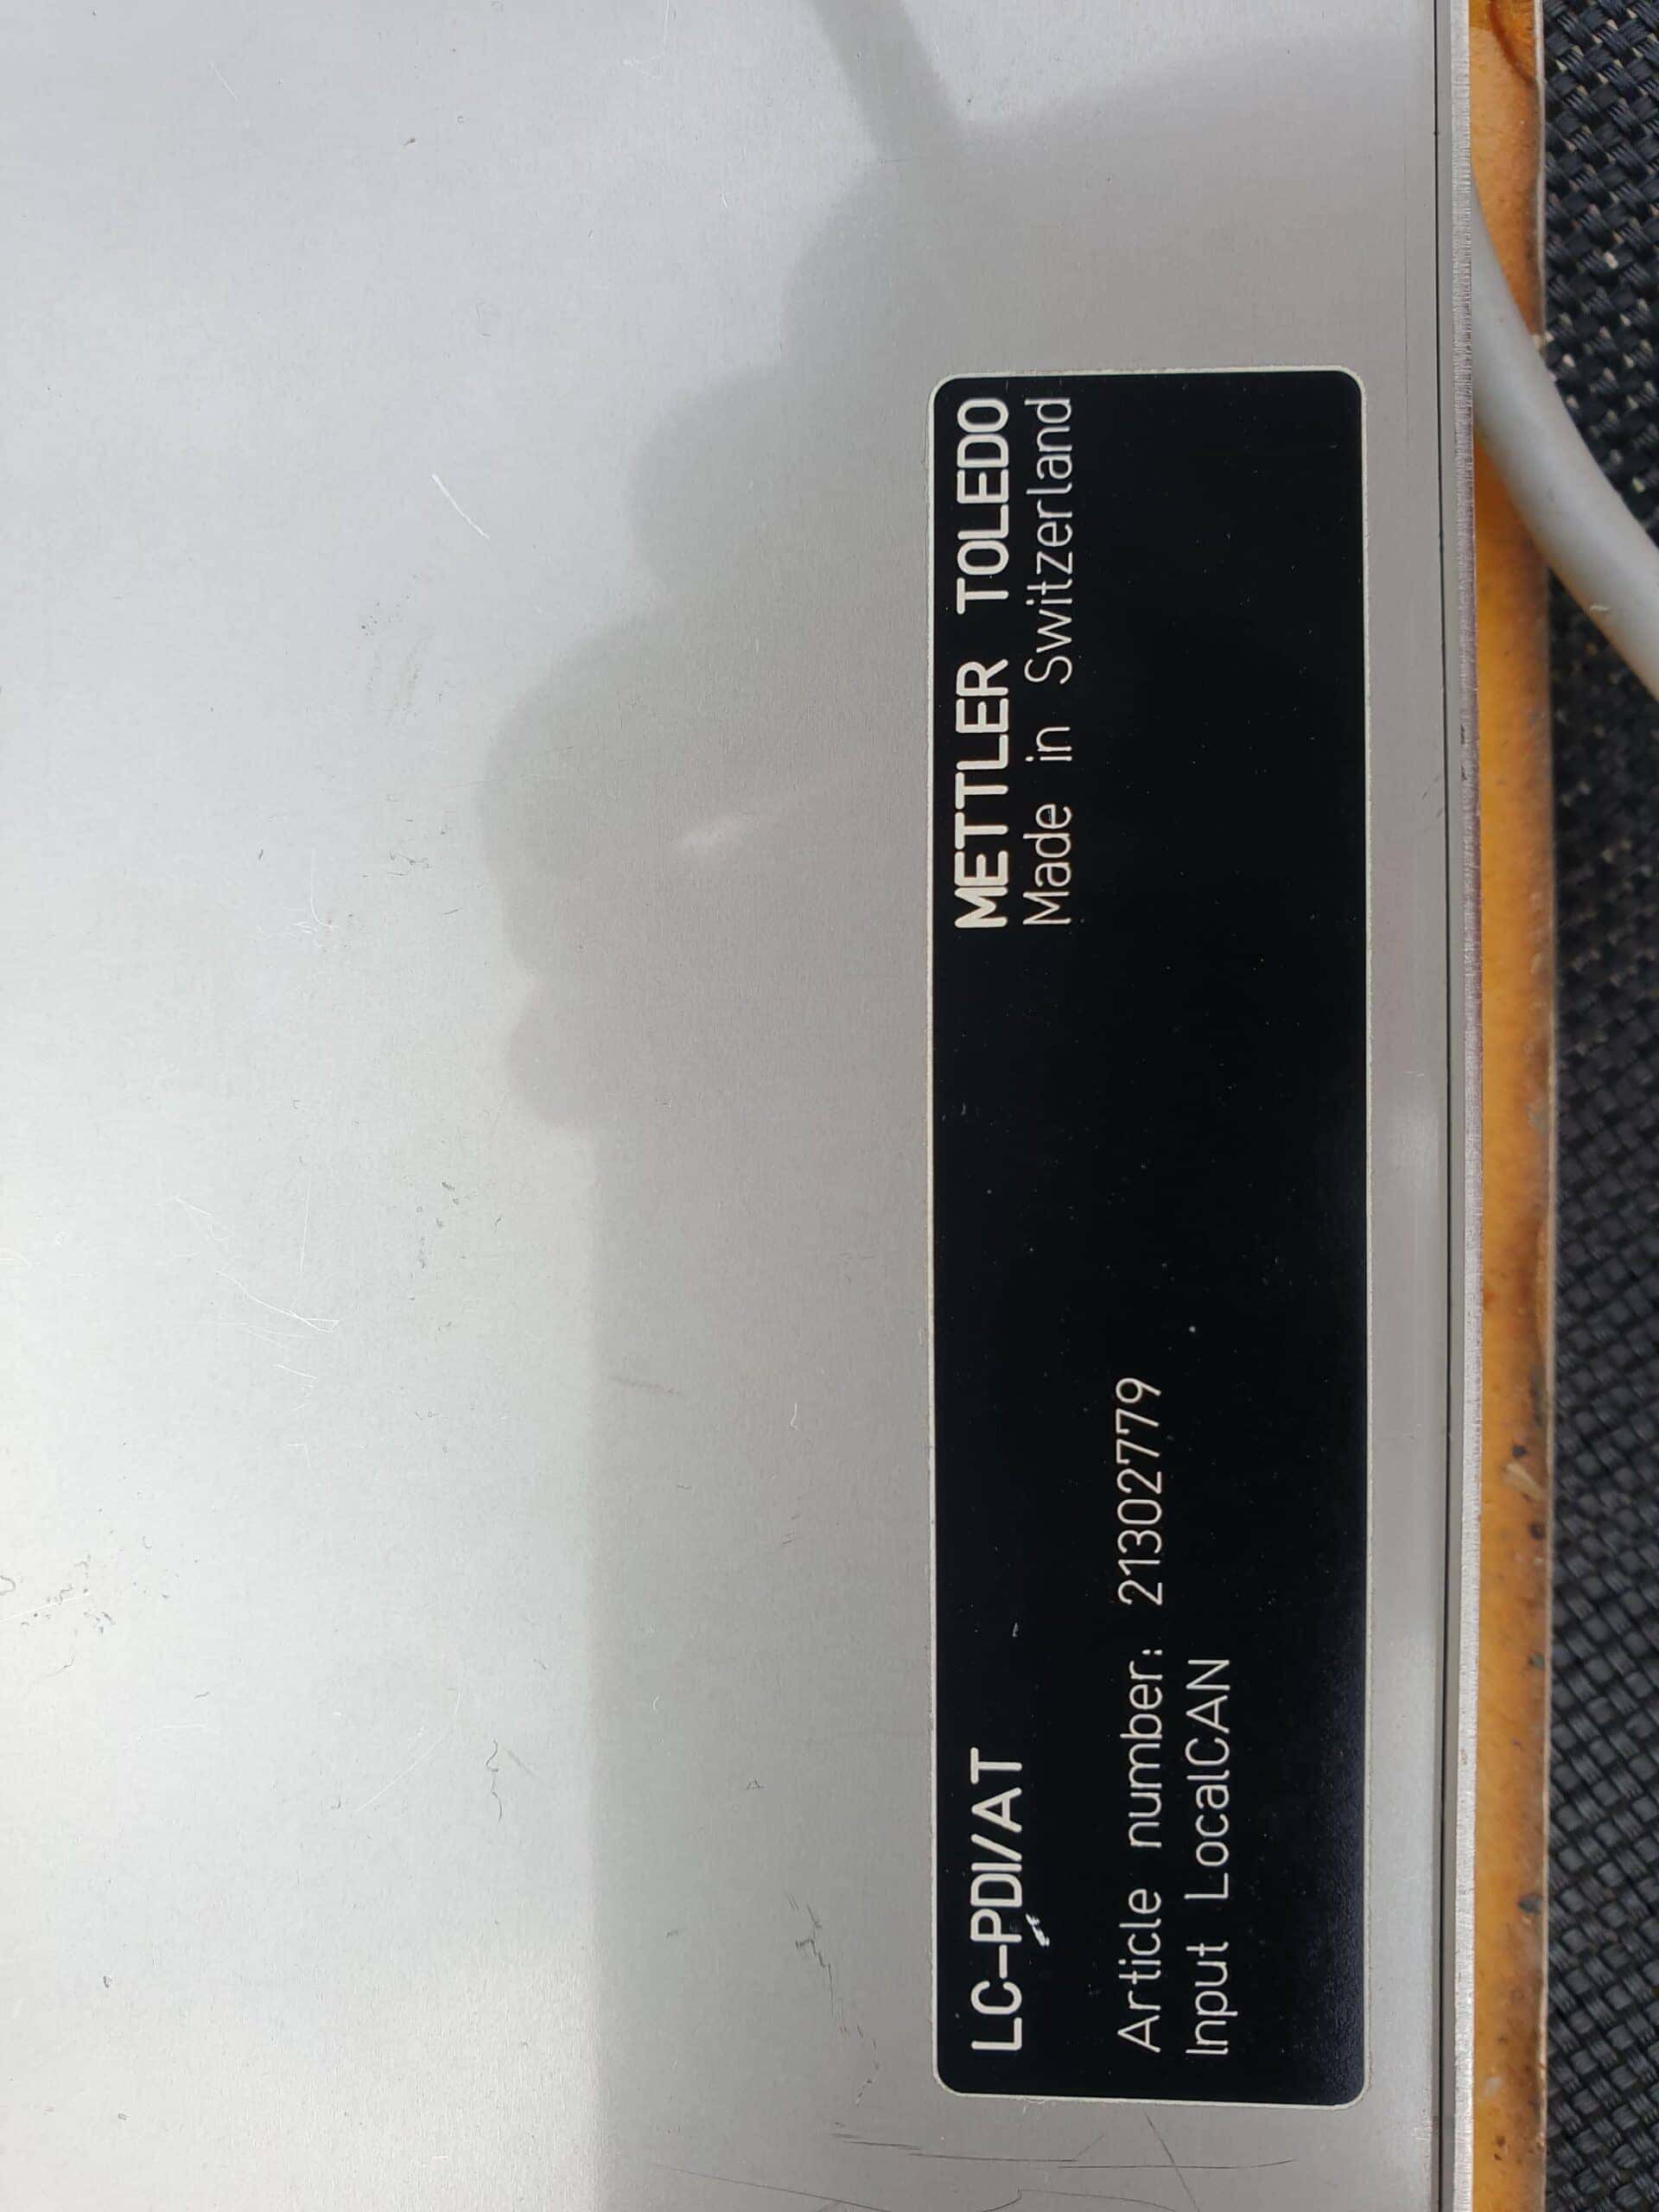 LC-PDI/AT
METTLER TOLEDO
Made in Switzerland
Article number: 21302779
Input LocalCAN